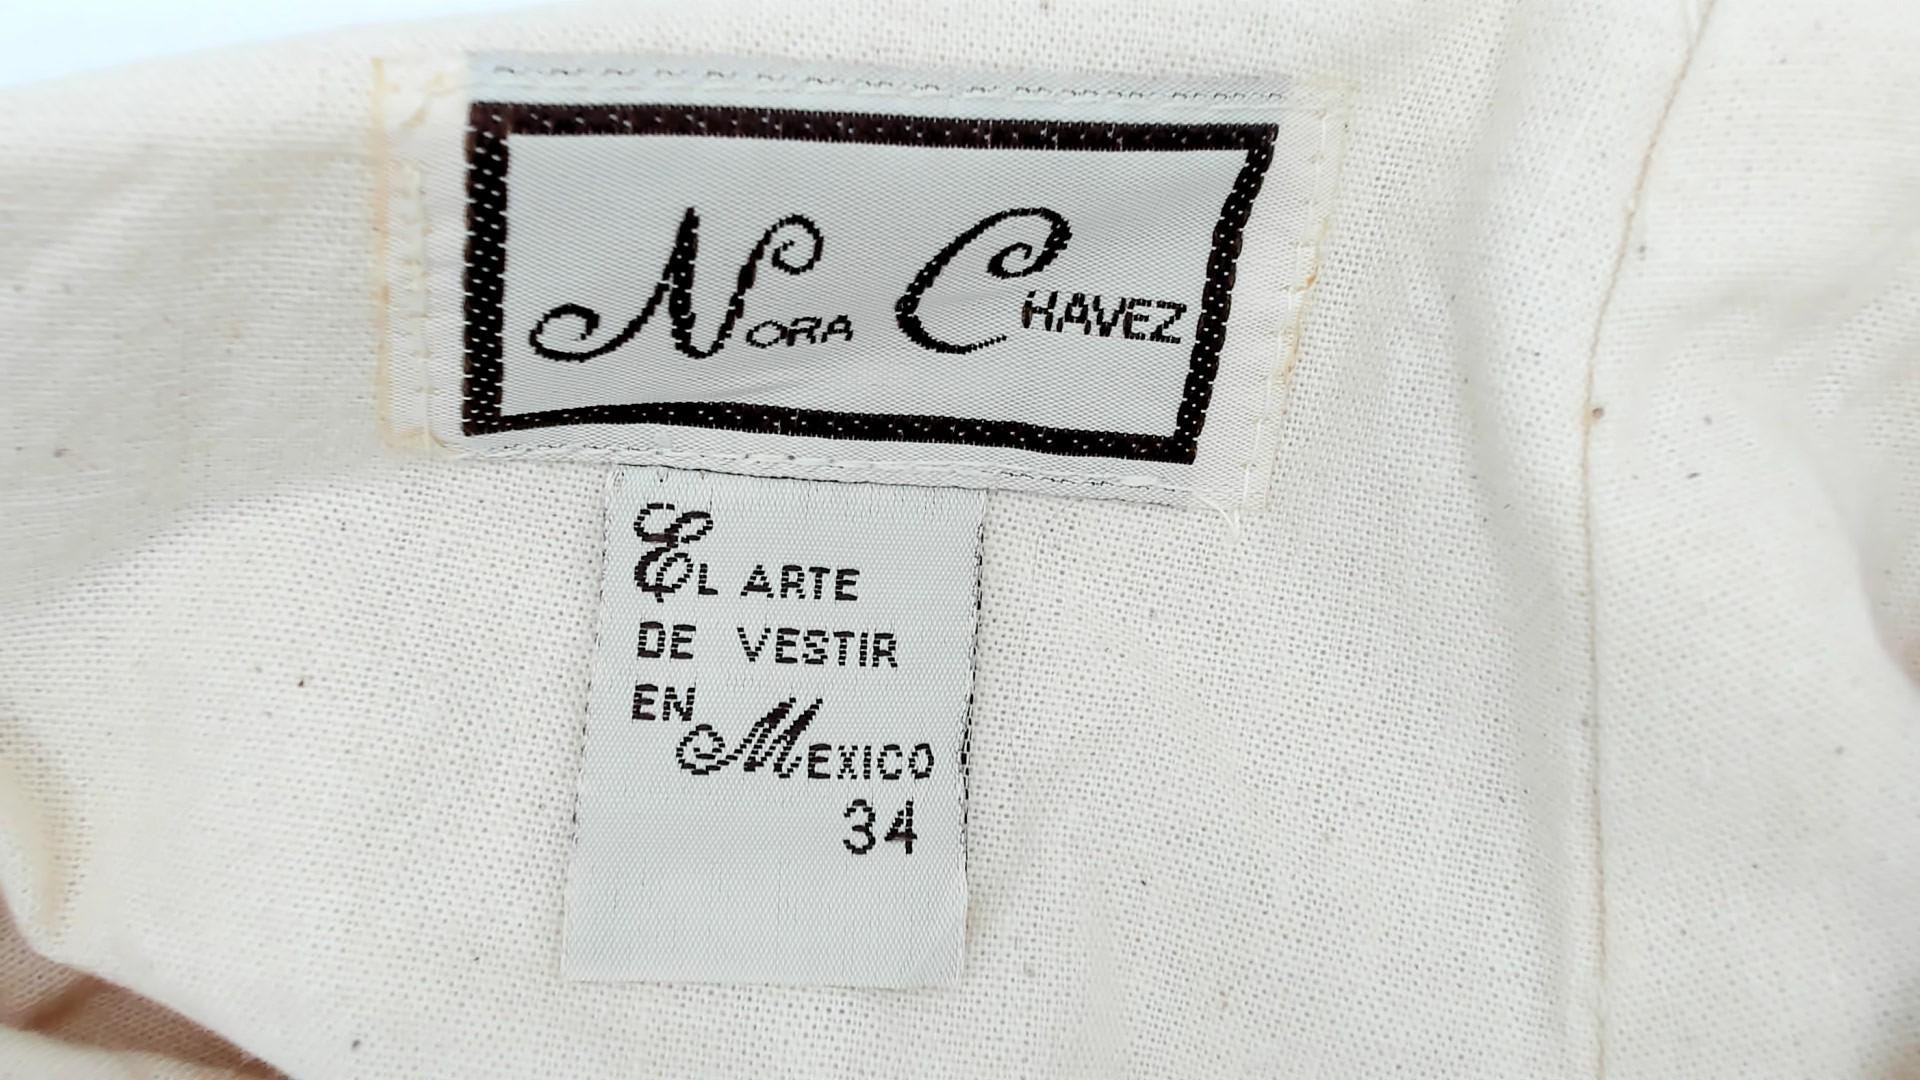 NORA CHAVEZ
EL ARTE
DE VESTIR
EN
MEXICO
34